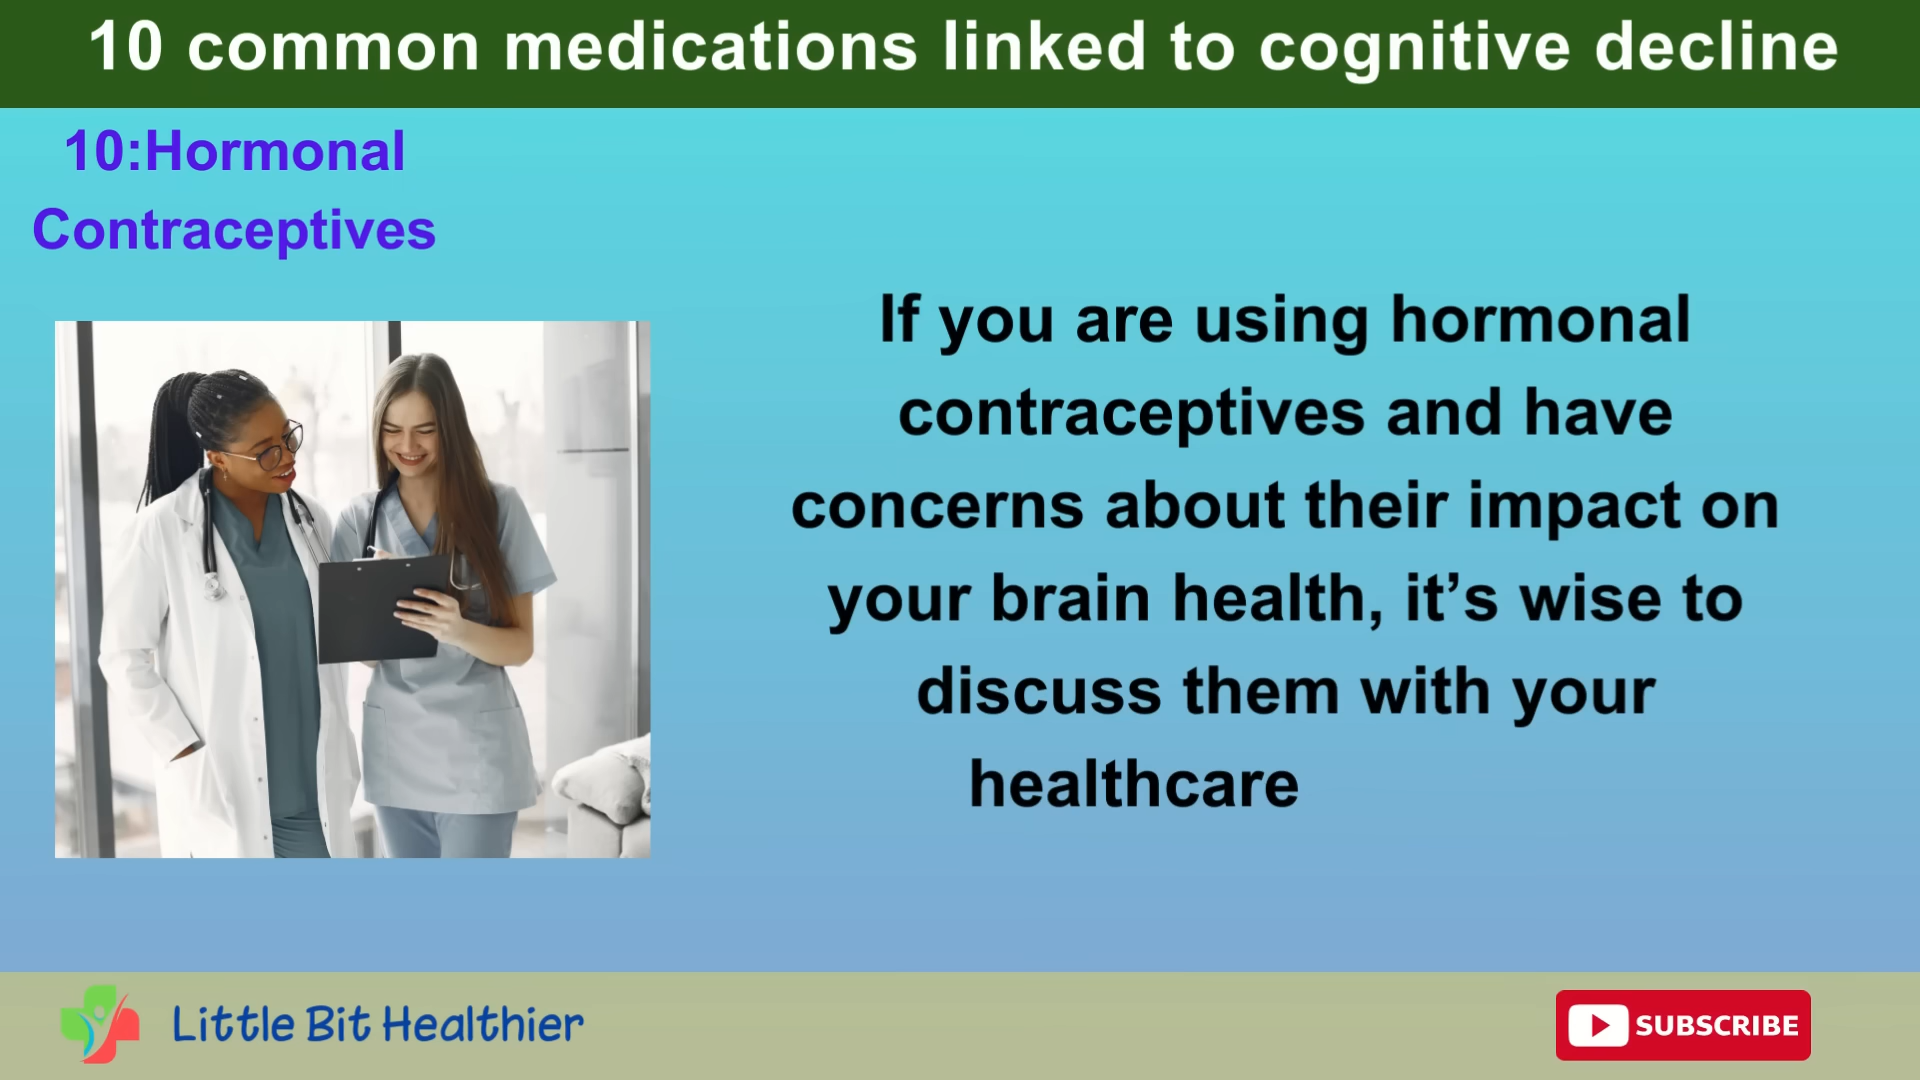 10 common medications linked to cognitive decline
10:Hormonal
Contraceptives
If you are using hormonal
contraceptives and have
concerns about their impact on
your brain health, it’s wise to
discuss them with your
healthcare
Little Bit Healthier
SUBSCRIBE